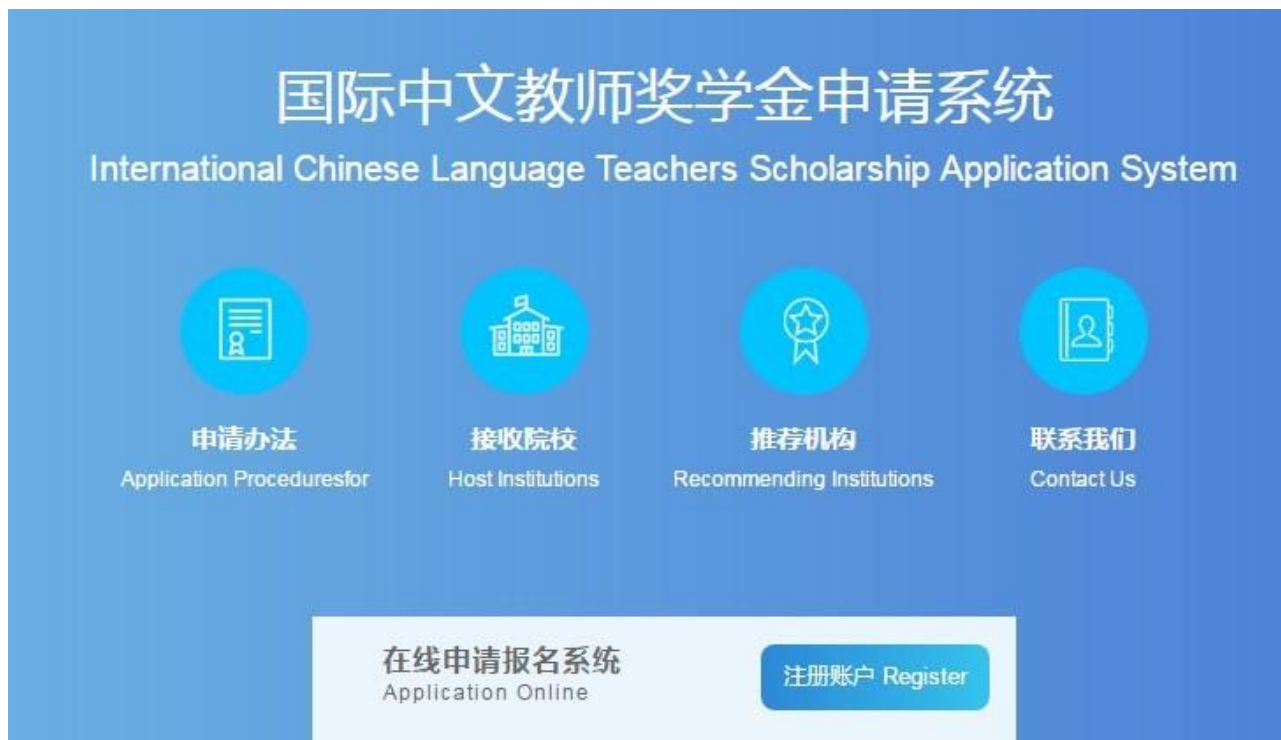 国际中文教师奖学金申请系统
International Chinese Language Teachers Scholarship Application System
申请办法
Application Proceduresfor
接收院校
Host Institutions
推荐机构
Recommending Institutions
联系我们
Contact Us
在线申请报名系统
Application Online
注册账户 Register